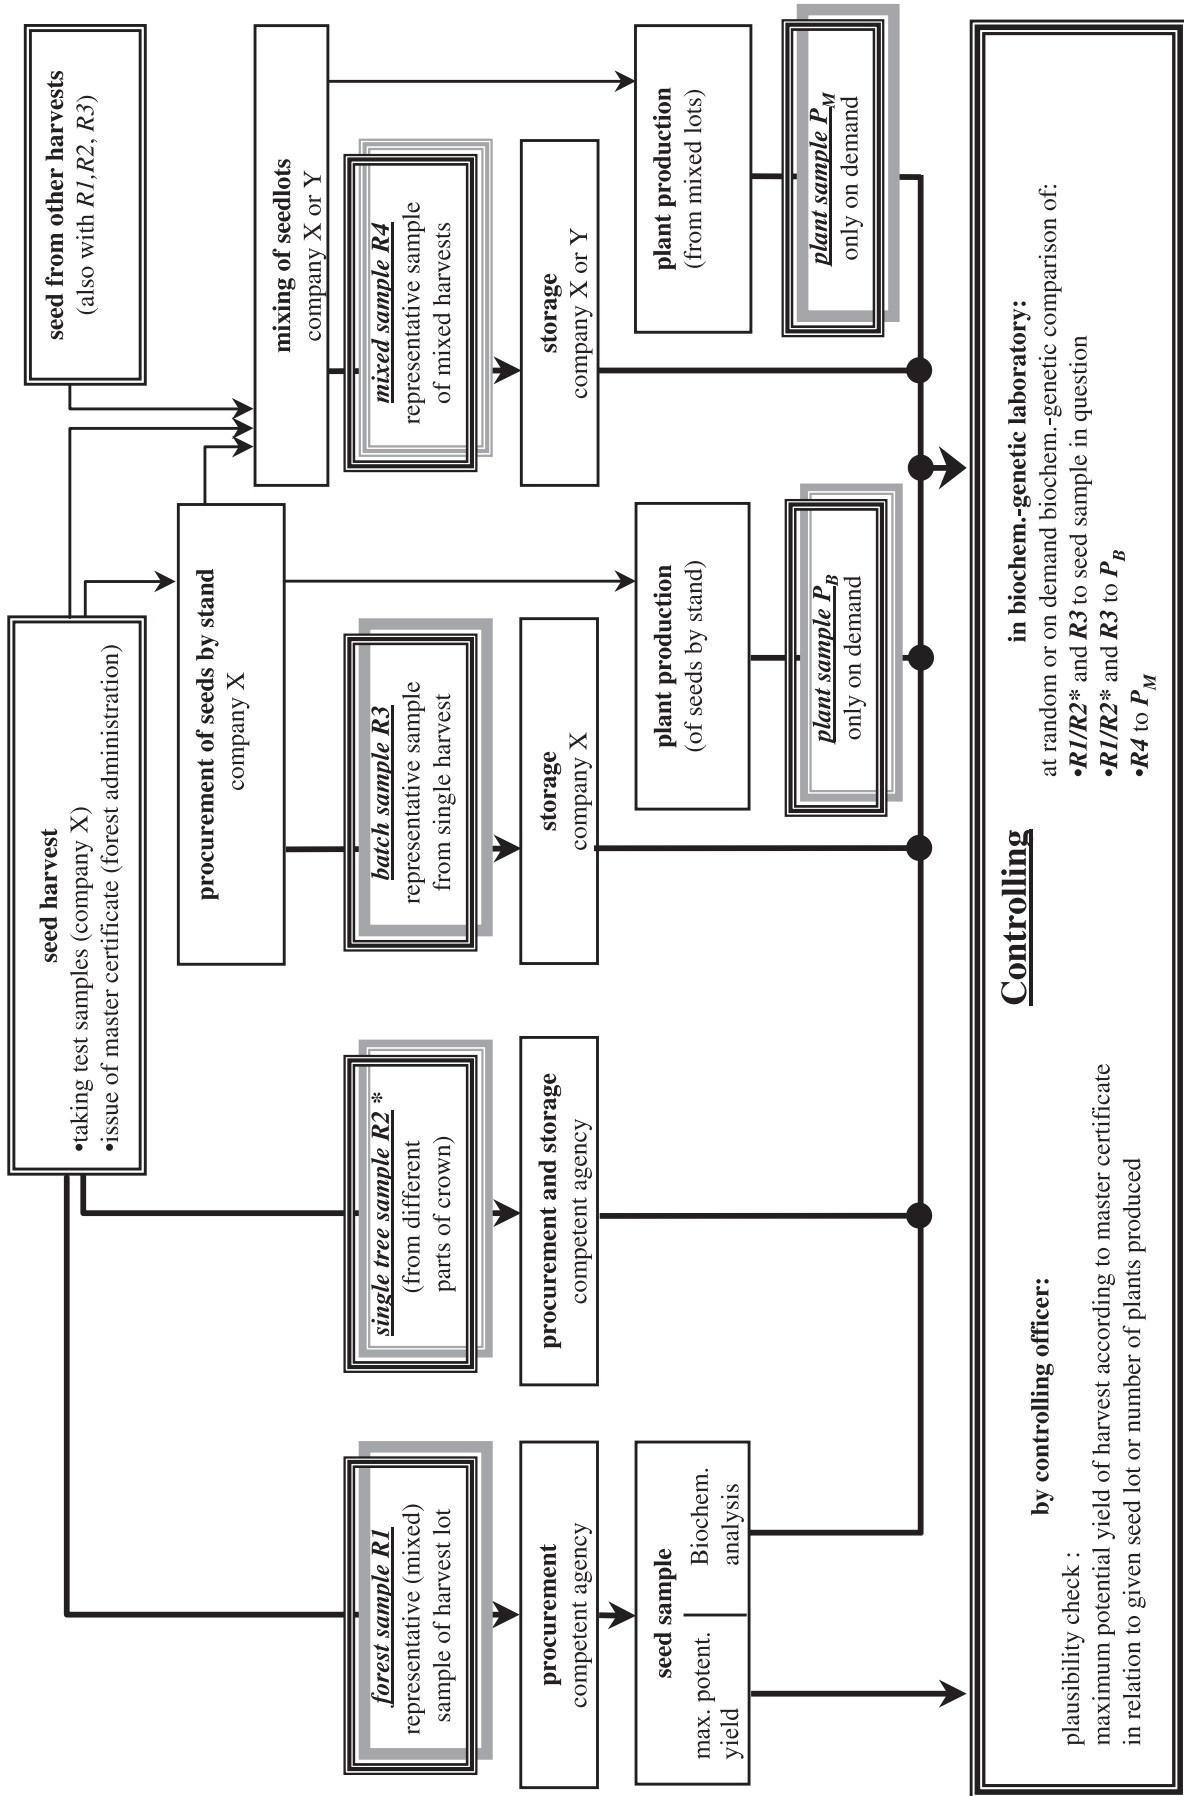 seed harvest
•taking test samples (company X)
•issue of master certificate (forest administration)
seed from other harvests
(also with R1,R2, R3)
procurement of seeds by stand
company X
mixing of seedlots
company X or Y
forest sample R1
representative (mixed)
sample of harvest lot
single tree sample R2 *
(from different
parts of crown)
batch sample R3
representative sample
from single harvest
mixed sample R4
representative sample
of mixed harvests
procurement
competent agency
procurement and storage
competent agency
storage
company X
storage
company X or Y
seed sample
max. potent.
yield
Biochem.
analysis
plant production
(of seeds by stand)
plant production
(from mixed lots)
plant sample P_B
only on demand
plant sample P_M
only on demand
Controlling
by controlling officer:
plausibility check :
maximum potential yield of harvest according to master certificate
in relation to given seed lot or number of plants produced
in biochem.-genetic laboratory:
at random or on demand biochem.-genetic comparison of:
•R1/R2* and R3 to seed sample in question
•R1/R2* and R3 to P_B
•R4 to P_M